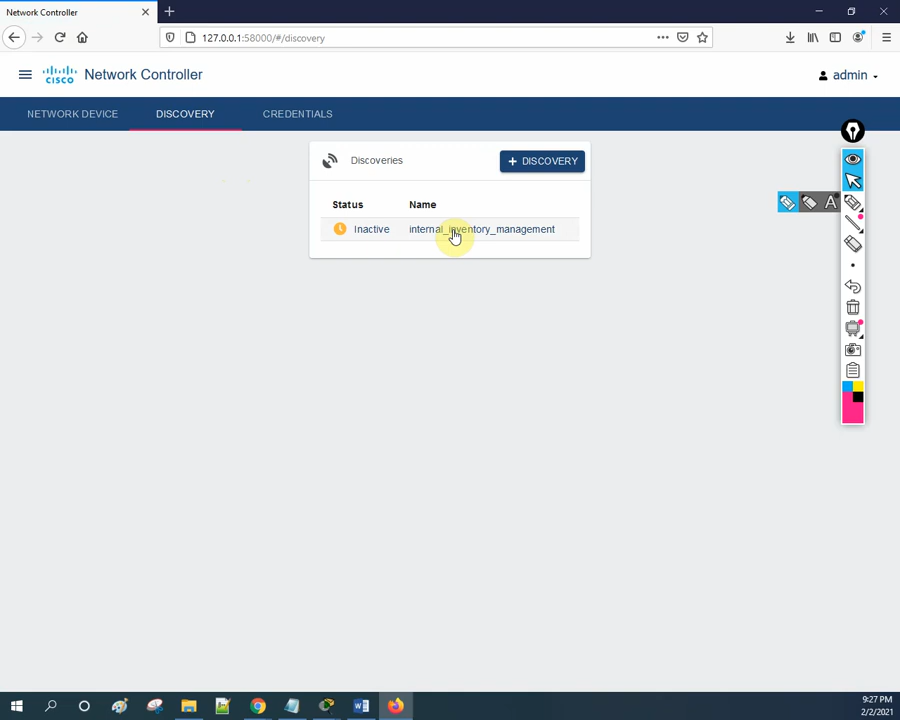 Network Controller
127.0.0.1:58000/#/discovery
CISCO Network Controller
admin
NETWORK DEVICE DISCOVERY CREDENTIALS
Discoveries + DISCOVERY
Status Name
Inactive internal_inventory_management
A
9:27 PM
2/2/2021